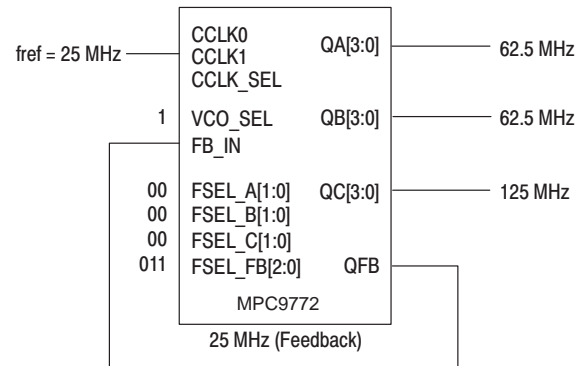 fref = 25 MHz
CCLK0
CCLK1
CCLK_SEL
QA[3:0]
62.5 MHz
1
VCO_SEL
FB_IN
QB[3:0]
62.5 MHz
00
FSEL_A[1:0]
QC[3:0]
125 MHz
00
FSEL_B[1:0]
00
FSEL_C[1:0]
011
FSEL_FB[2:0]
QFB
MPC9772
25 MHz (Feedback)